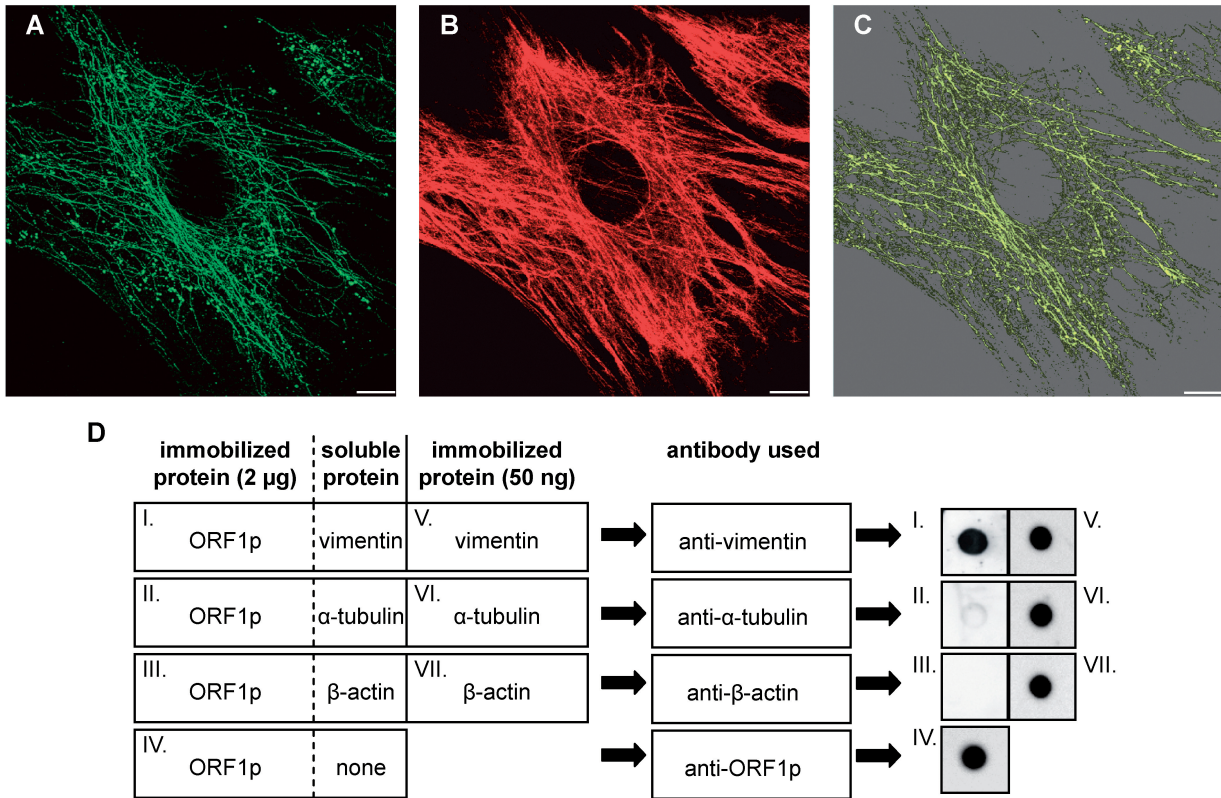 A
B
C
D
immobilized protein (2 µg)
soluble protein
immobilized protein (50 ng)
antibody used
I.
ORF1p
vimentin
V.
vimentin
anti-vimentin
I.
V.
II.
ORF1p
α-tubulin
VI.
α-tubulin
anti-α-tubulin
II.
VI.
III.
ORF1p
β-actin
VII.
β-actin
anti-β-actin
III.
VII.
IV.
ORF1p
none
anti-ORF1p
IV.